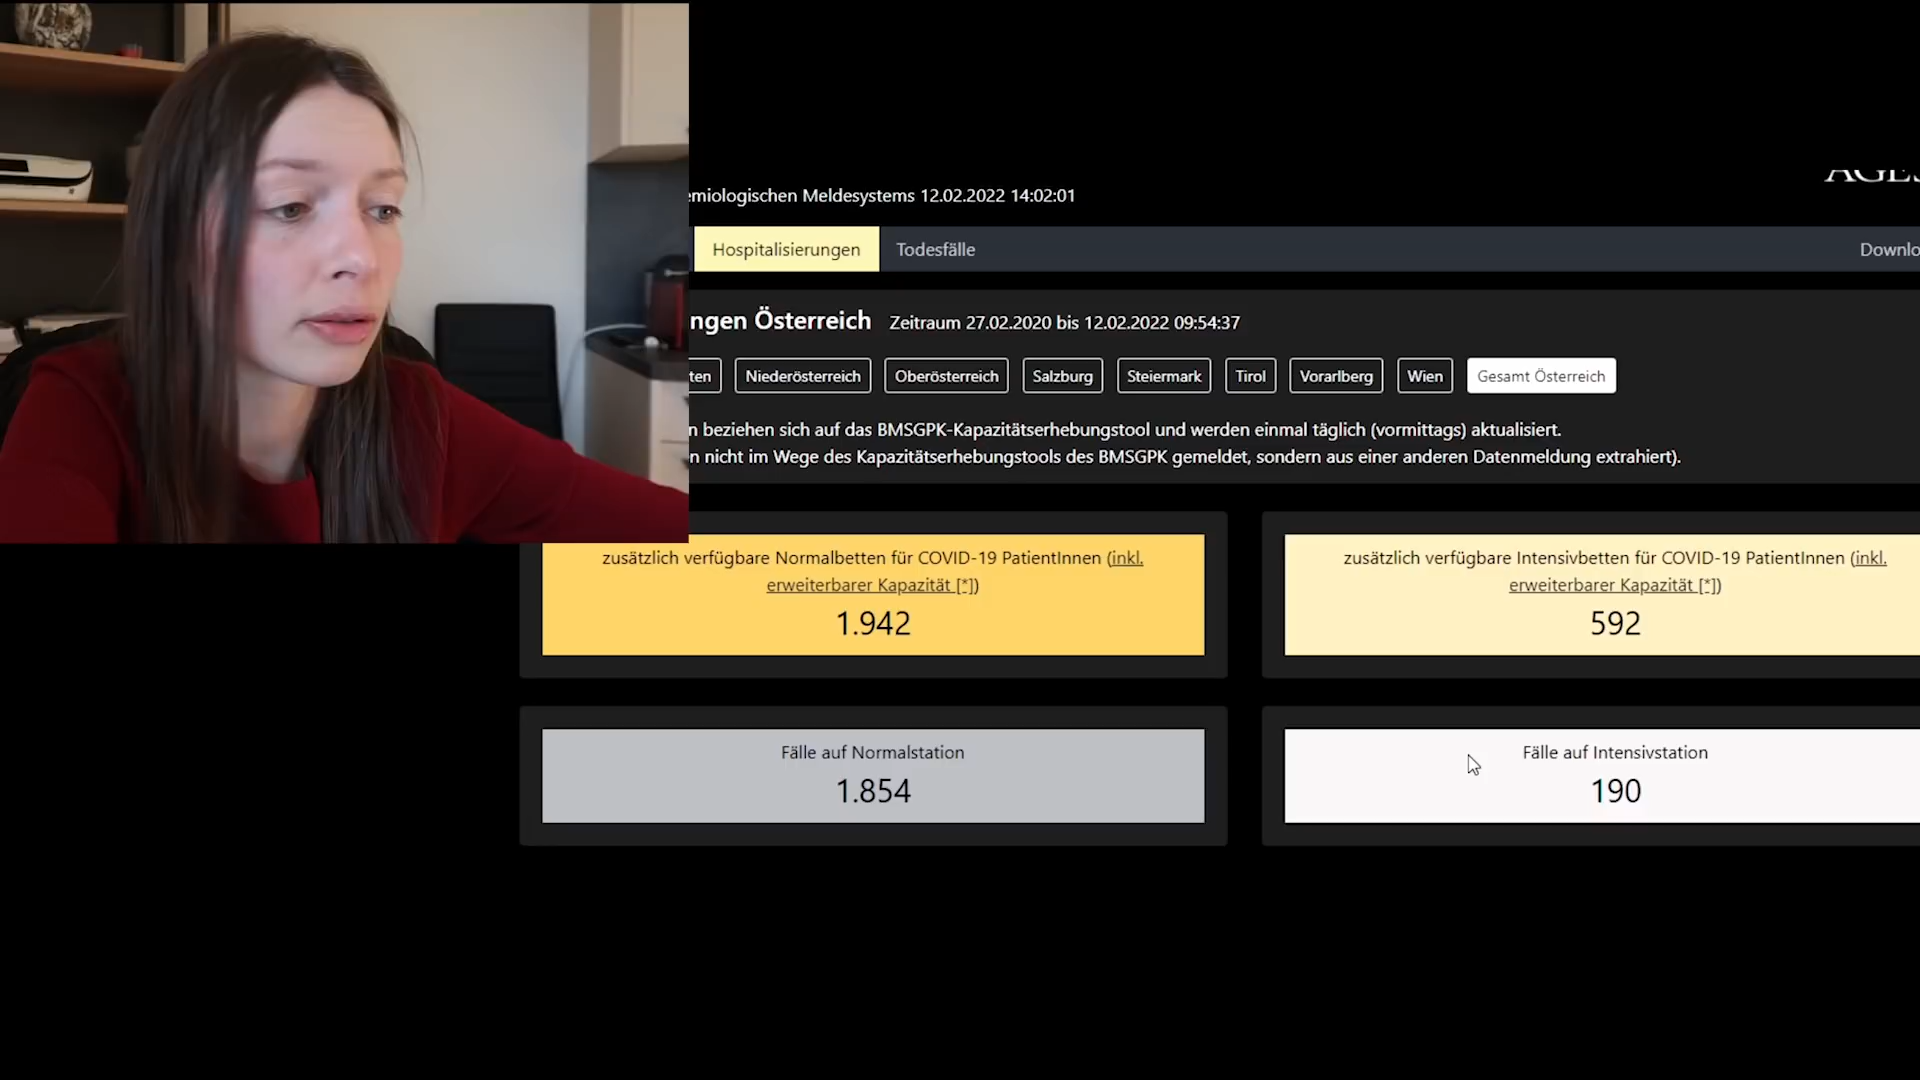 AGES
emiologischen Meldesystems 12.02.2022 14:02:01
Hospitalisierungen Todesfälle Downlo
ngen Österreich Zeitraum 27.02.2020 bis 12.02.2022 09:54:37
ten Niederösterreich Oberösterreich Salzburg Steiermark Tirol Vorarlberg Wien Gesamt Österreich
n beziehen sich auf das BMSGPK-Kapazitätserhebungstool und werden einmal täglich (vormittags) aktualisiert.
n nicht im Wege des Kapazitätserhebungstools des BMSGPK gemeldet, sondern aus einer anderen Datenmeldung extrahiert).
zusätzlich verfügbare Normalbetten für COVID-19 PatientInnen (inkl.
erweiterbarer Kapazität [*])
1.942
zusätzlich verfügbare Intensivbetten für COVID-19 PatientInnen (inkl.
erweiterbarer Kapazität [*])
592
Fälle auf Normalstation
1.854
Fälle auf Intensivstation
190